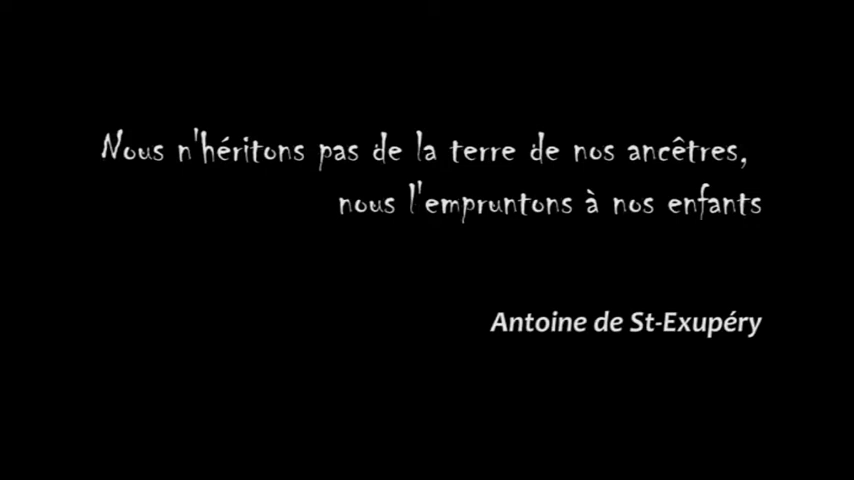 Nous n'héritons pas de la terre de nos ancêtres,
nous l'empruntons à nos enfants
Antoine de St-Exupéry